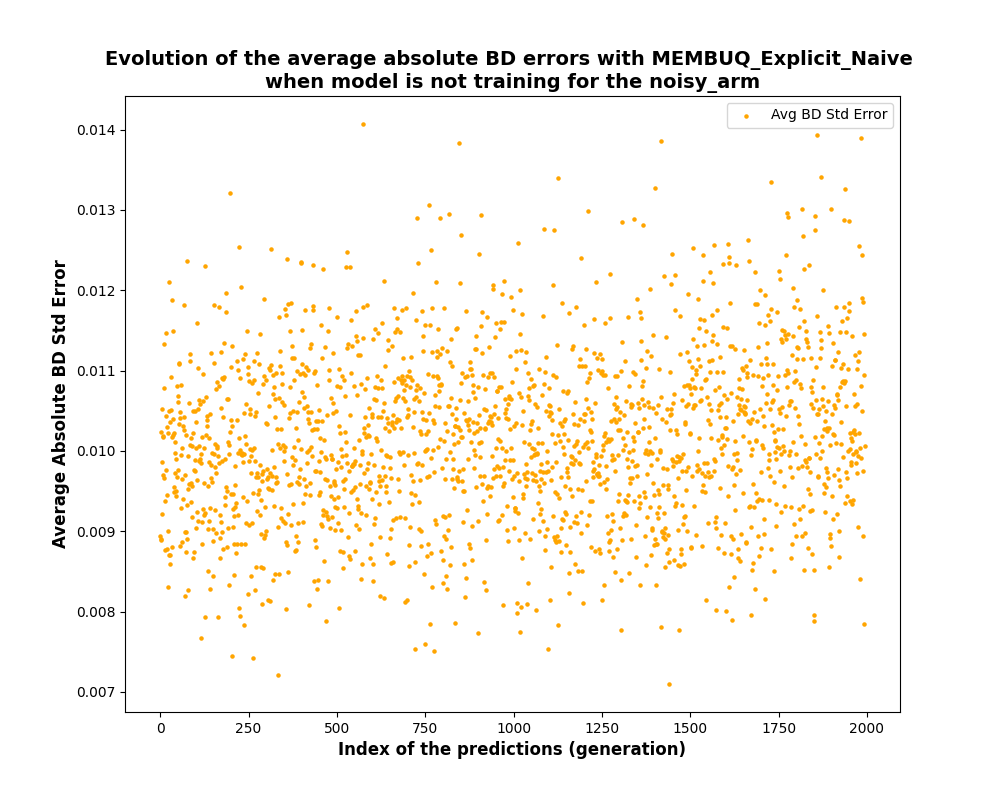 Evolution of the average absolute BD errors with MEMBUQ_Explicit_Naive
when model is not training for the noisy_arm
Avg BD Std Error
0.014
0.013
0.012
0.011
0.010
0.009
0.008
0.007
Average Absolute BD Std Error
0 250 500 750 1000 1250 1500 1750 2000
Index of the predictions (generation)